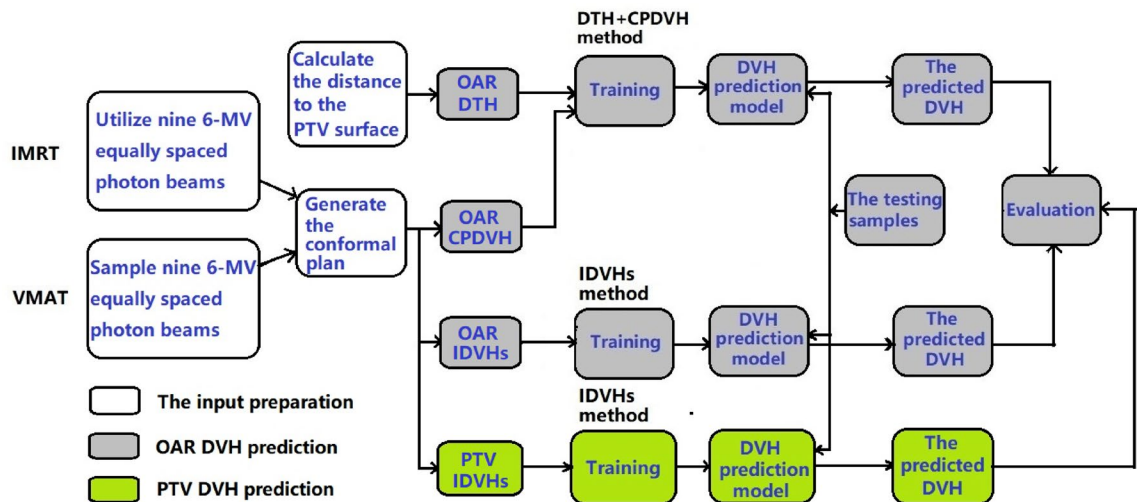 DTH+CPDVH
method
Calculate
the distance
to the
PTV surface
OAR
DTH
Training
DVH
prediction
model
The
predicted
DVH
IMRT
Utilize nine 6-MV
equally spaced
photon beams
Generate
the
conformal
plan
OAR
CPDVH
The testing
samples
Evaluation
VMAT
Sample nine 6-MV
equally spaced
photon beams
IDVHs
method
OAR
IDVHs
Training
DVH
prediction
model
The
predicted
DVH
IDVHs
method
PTV
IDVHs
Training
DVH
prediction
model
The
predicted
DVH
The input preparation
OAR DVH prediction
PTV DVH prediction